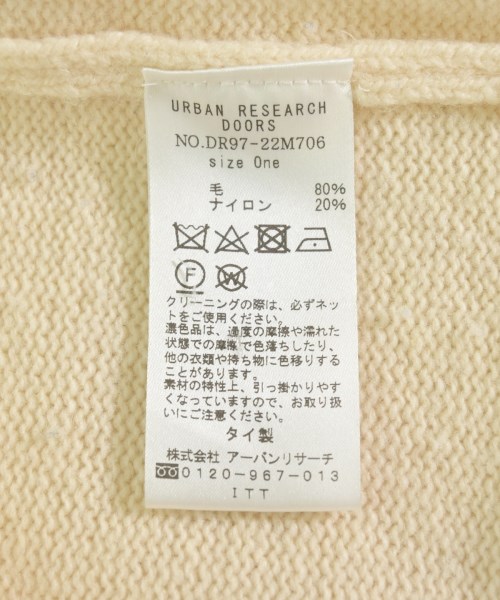 URBAN RESEARCH
DOORS
NO.DR97-22M706
size One
毛 80%
ナイロン 20%
F W
クリーニングの際は、必ずネッ
トをご使用ください。
濃色品は、過度の摩擦や濡れた
状態での摩擦で色落ちしたり、
他の衣類や持ち物に色移りする
ことがあります。
素材の特性上、引っ掛かりやす
くなっていますので、お取り扱
いにご注意ください。
タイ製
株式会社 アーバンリサーチ
0120-967-013
ITT